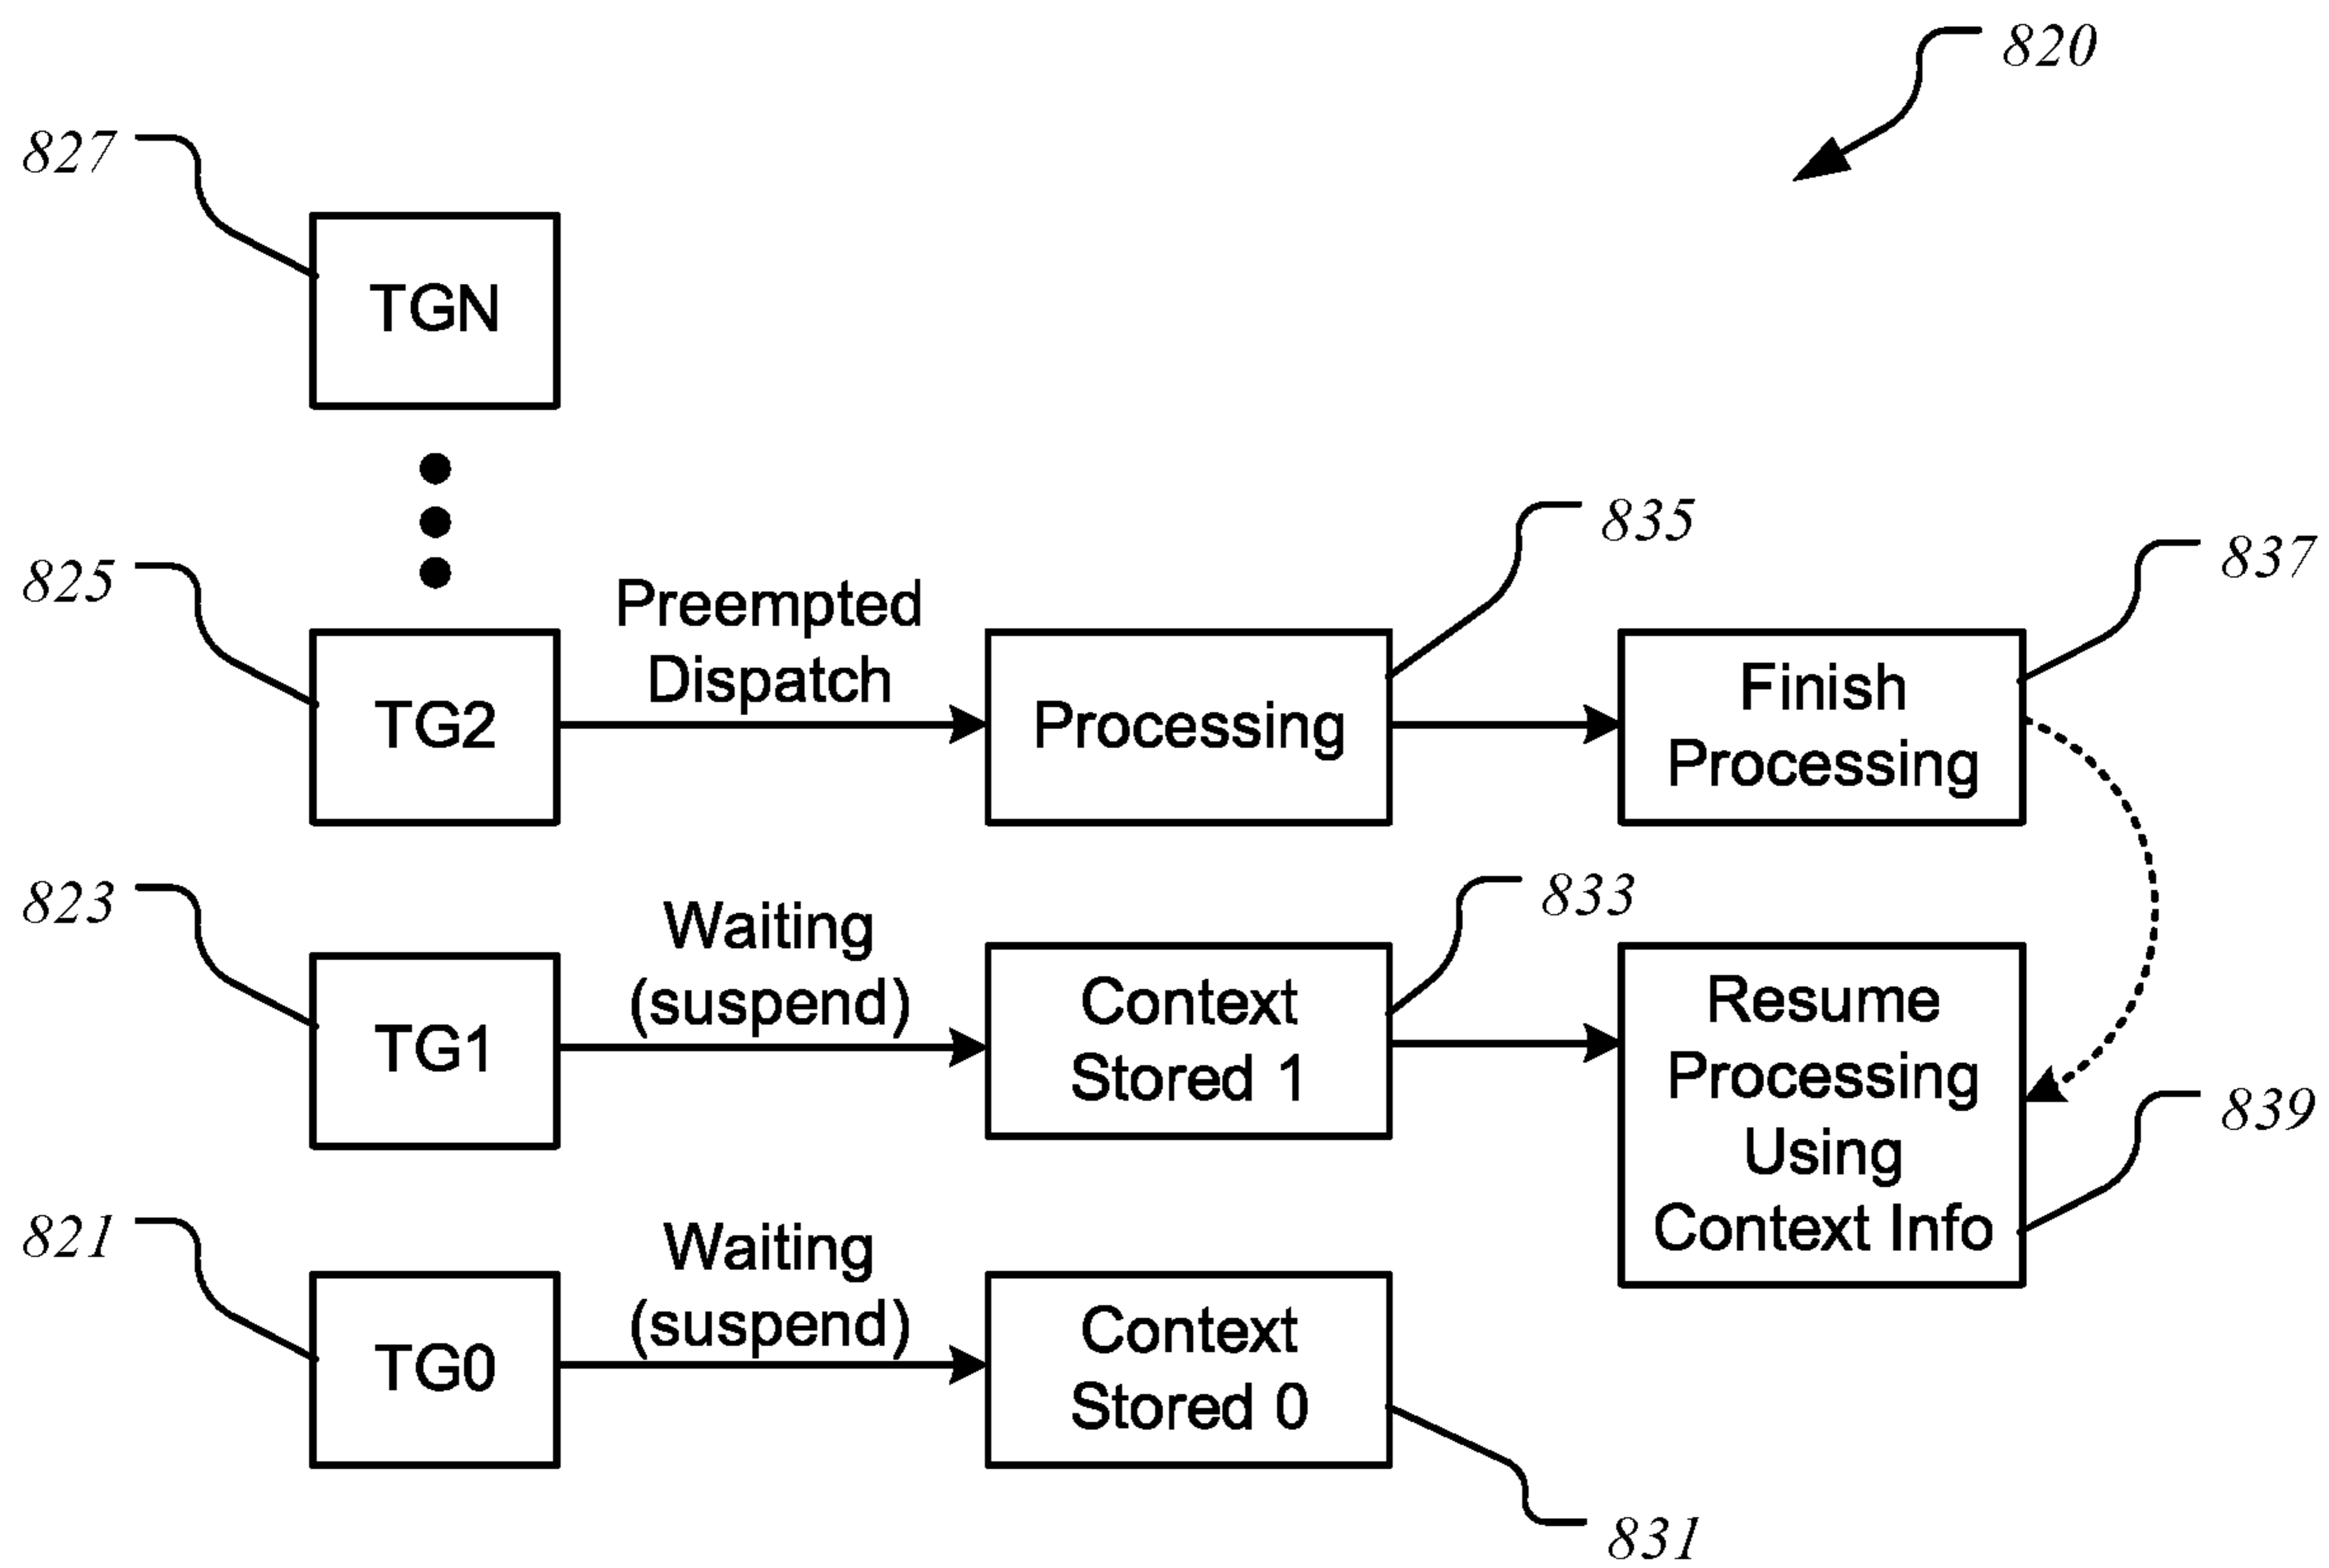 820
827
TGN
825
Preempted
Dispatch
TG2
Processing
835
Finish
Processing
837
823
Waiting
(suspend)
TG1
Context
Stored 1
833
Resume
Processing
Using
Context Info
839
821
Waiting
(suspend)
TG0
Context
Stored 0
831